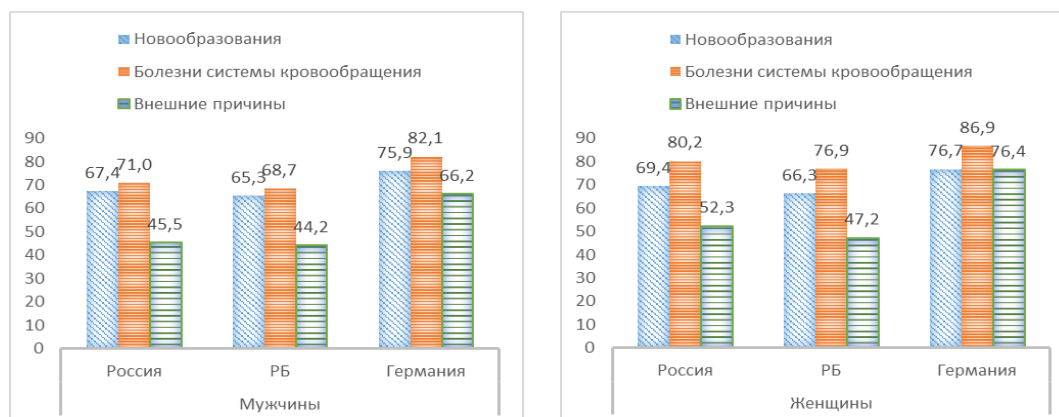 Новообразования
Болезни системы кровообращения
Внешние причины
90
80
70
60
50
40
30
20
10
0
67,4 71,0 45,5
65,3 68,7 44,2
75,9 82,1 66,2
Россия РБ Германия
Мужчины
Новообразования
Болезни системы кровообращения
Внешние причины
90
80
70
60
50
40
30
20
10
0
69,4 80,2 52,3
66,3 76,9 47,2
76,7 86,9 76,4
Россия РБ Германия
Женщины